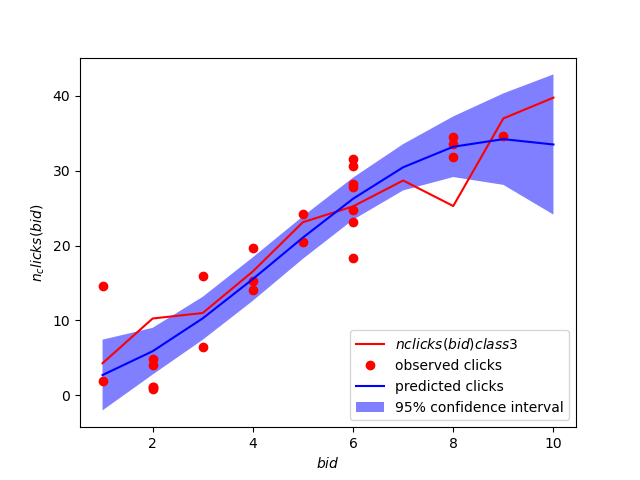 40
30
20
10
0
n_clicks(bid)
2
4
6
8
10
bid
nclicks(bid)class3
observed clicks
predicted clicks
95% confidence interval